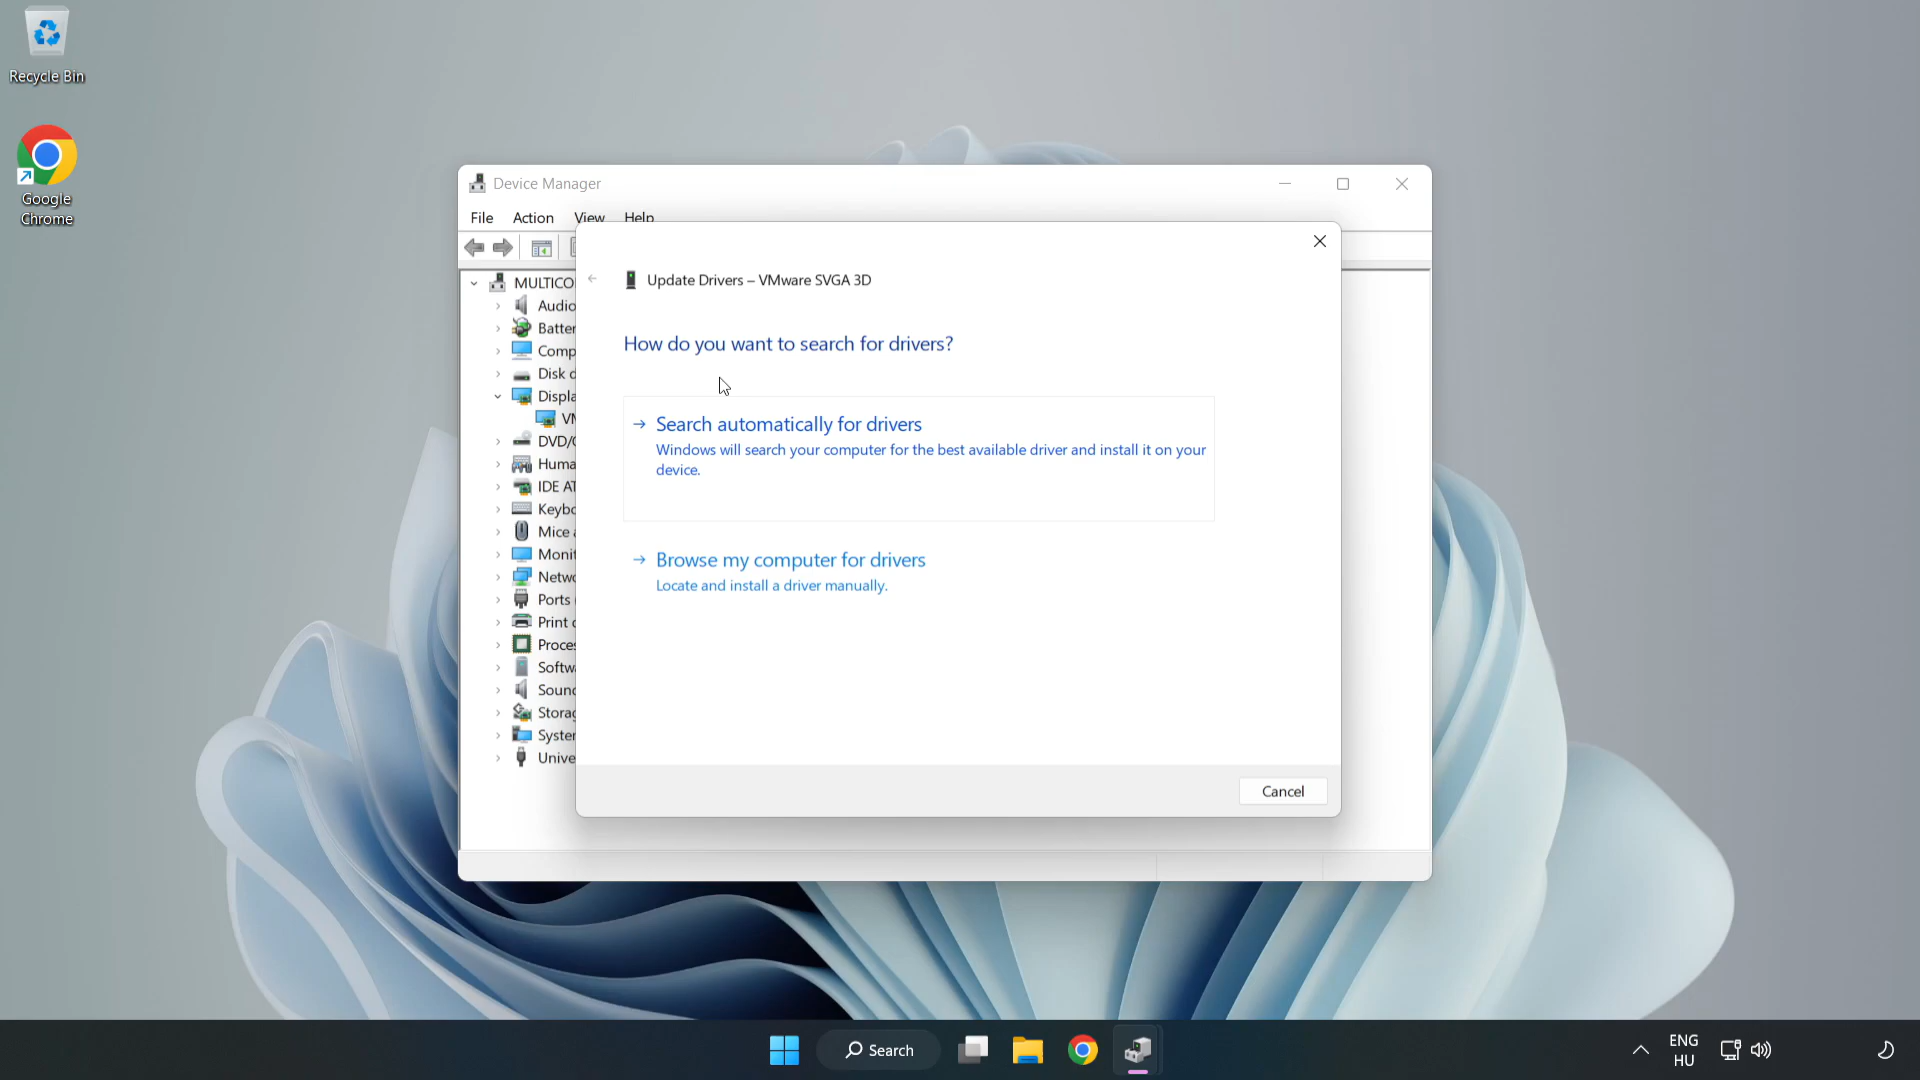 Recycle Bin
Google
Chrome
Device Manager
File Action View Help
Update Drivers – VMware SVGA 3D
How do you want to search for drivers?
Search automatically for drivers
Windows will search your computer for the best available driver and install it on your
device.
Browse my computer for drivers
Locate and install a driver manually.
Cancel
MULTICO
Audio
Batter
Comp
Disk d
Displa
VM
DVD/
Huma
IDE AT
Keybo
Mice a
Monit
Netwo
Ports
Print
Proces
Softwa
Sound
Storag
System
Unive
Search
ENG
HU